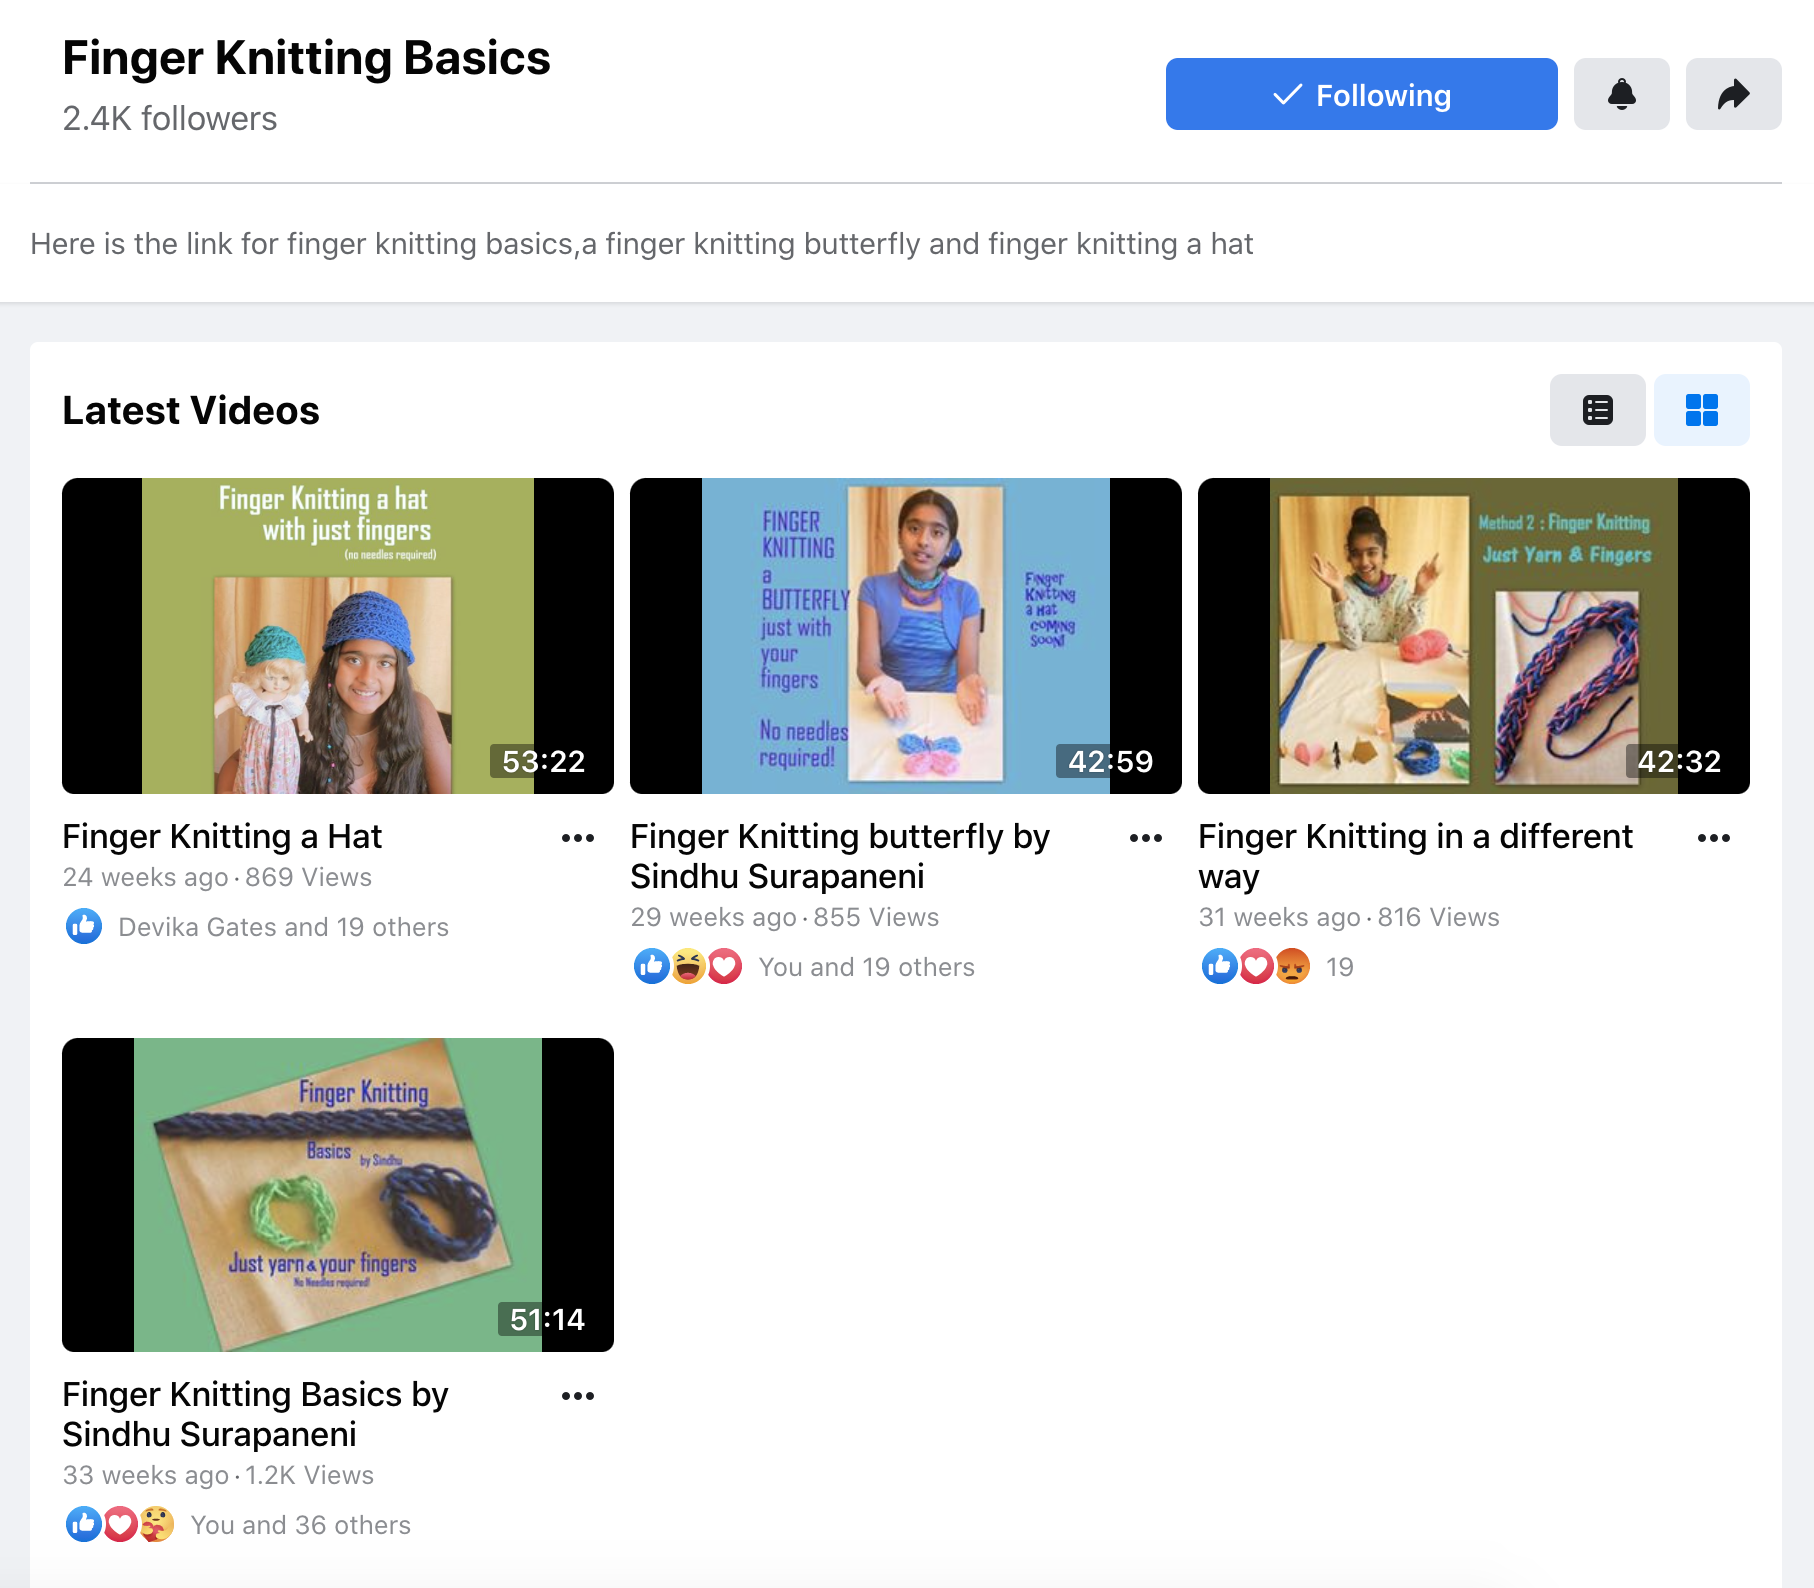 Finger Knitting Basics
2.4K followers
Following
Here is the link for finger knitting basics,a finger knitting butterfly and finger knitting a hat
Latest Videos
Finger Knitting a hat
with just fingers
(no needles required)
53:22
Finger Knitting a Hat
24 weeks ago · 869 Views
Devika Gates and 19 others
FINGER
KNITTING
a
BUTTERFLY
just with
your
fingers
No needles
required!
Finger
Knitting
a Hat
coming
soon!
42:59
Finger Knitting butterfly by
Sindhu Surapaneni
29 weeks ago · 855 Views
You and 19 others
Method 2 : Finger Knitting
Just Yarn & Fingers
42:32
Finger Knitting in a different
way
31 weeks ago · 816 Views
19
Finger Knitting
Basics
by Sindhu
Just yarn & your fingers
No Needles required!
51:14
Finger Knitting Basics by
Sindhu Surapaneni
33 weeks ago · 1.2K Views
You and 36 others